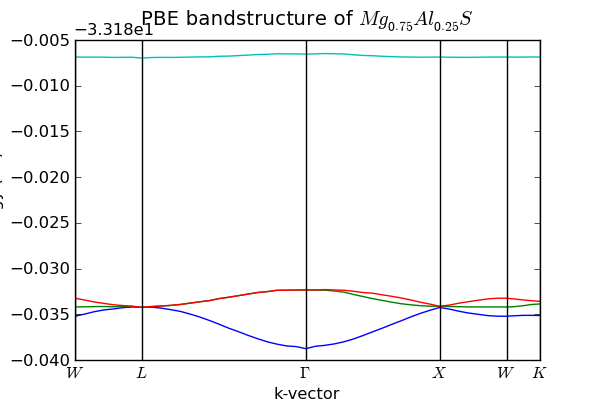 PBE bandstructure of Mg₀.₇₅Al₀.₂₅S
−3.318e1
−0.005
−0.010
−0.015
−0.020
−0.025
−0.030
−0.035
−0.040
W L Γ X W K
k-vector